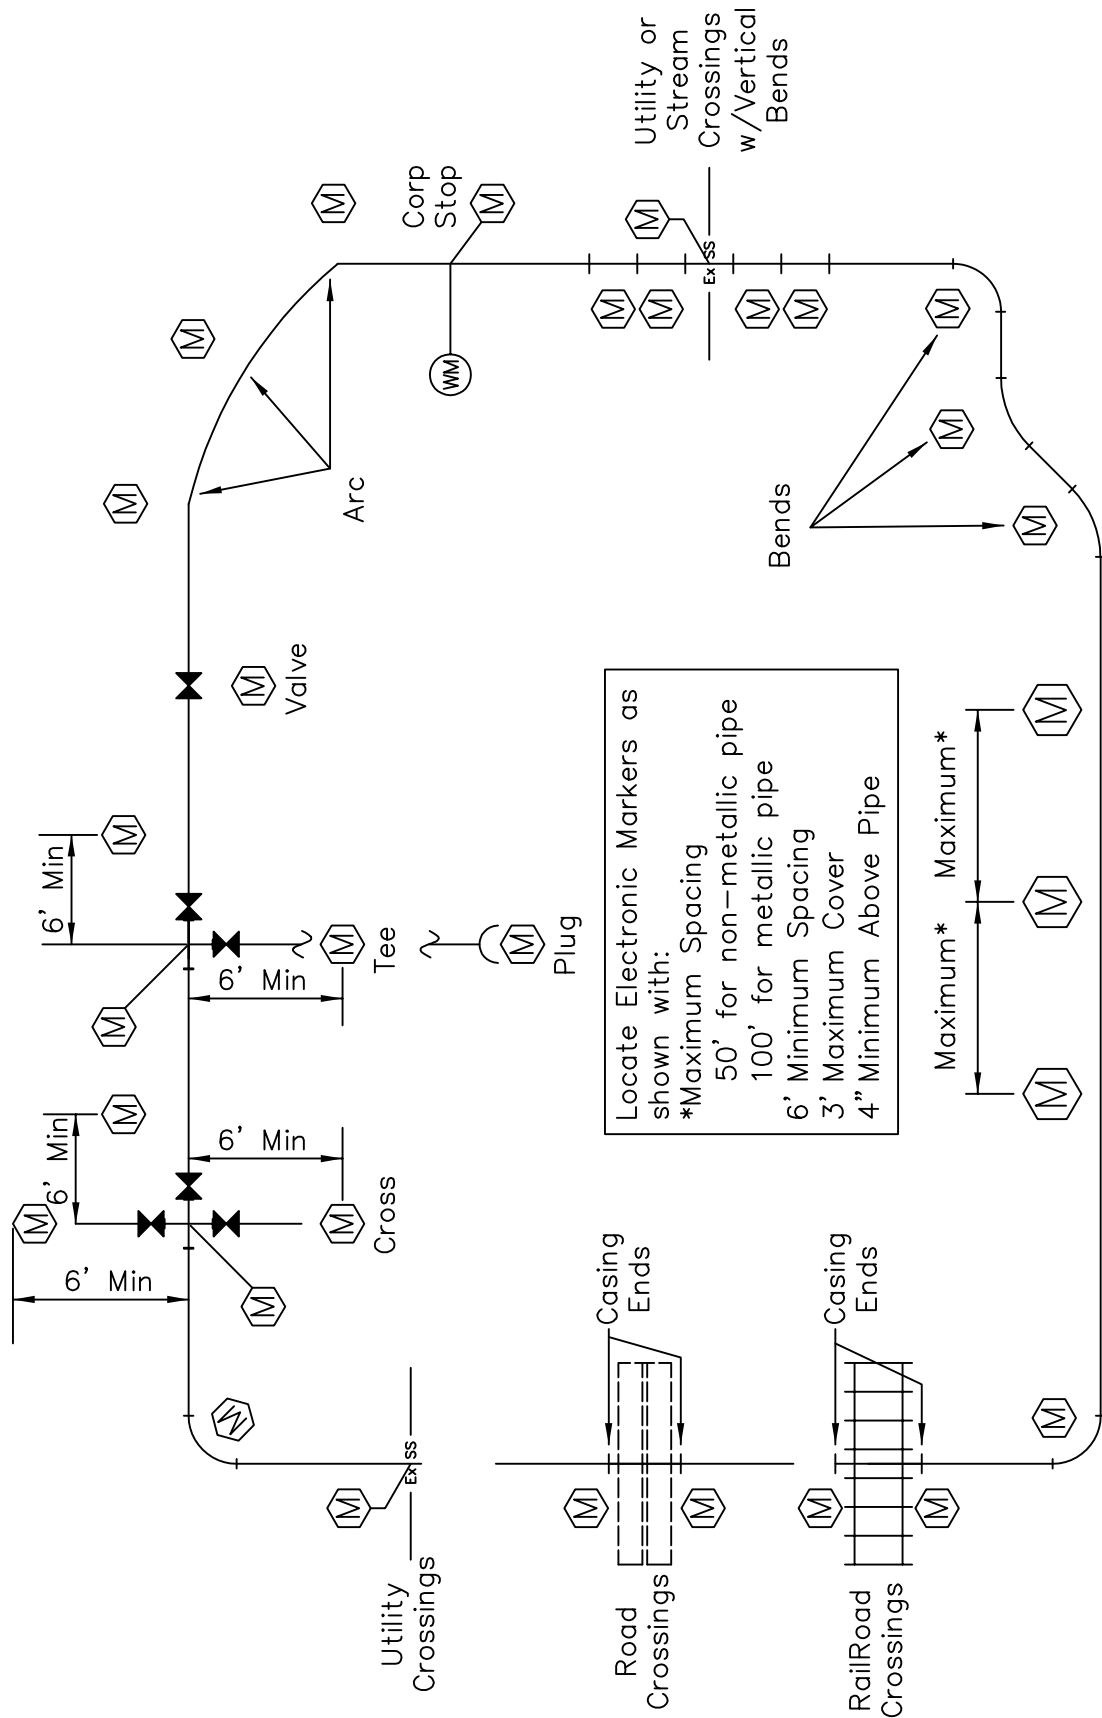 Utility
Crossings
M
Ex SS
Road
Crossings
M
M
Casing
Ends
RailRoad
Crossings
M
M
Casing
Ends
M
M
6' Min
M
6' Min
M
M
6' Min
M
Cross
M
6' Min
M
6' Min
M
Tee
M
Plug
M
Valve
M
M
M
Arc
Corp
Stop
M
WM
Utility or
Stream
Crossings
w/Vertical
Bends
M
Ex SS
M
M
M
M
Bends
M
M
M
Locate Electronic Markers as
shown with:
*Maximum Spacing
50' for non-metallic pipe
100' for metallic pipe
6' Minimum Spacing
3' Maximum Cover
4" Minimum Above Pipe
Maximum*
Maximum*
M
M
M